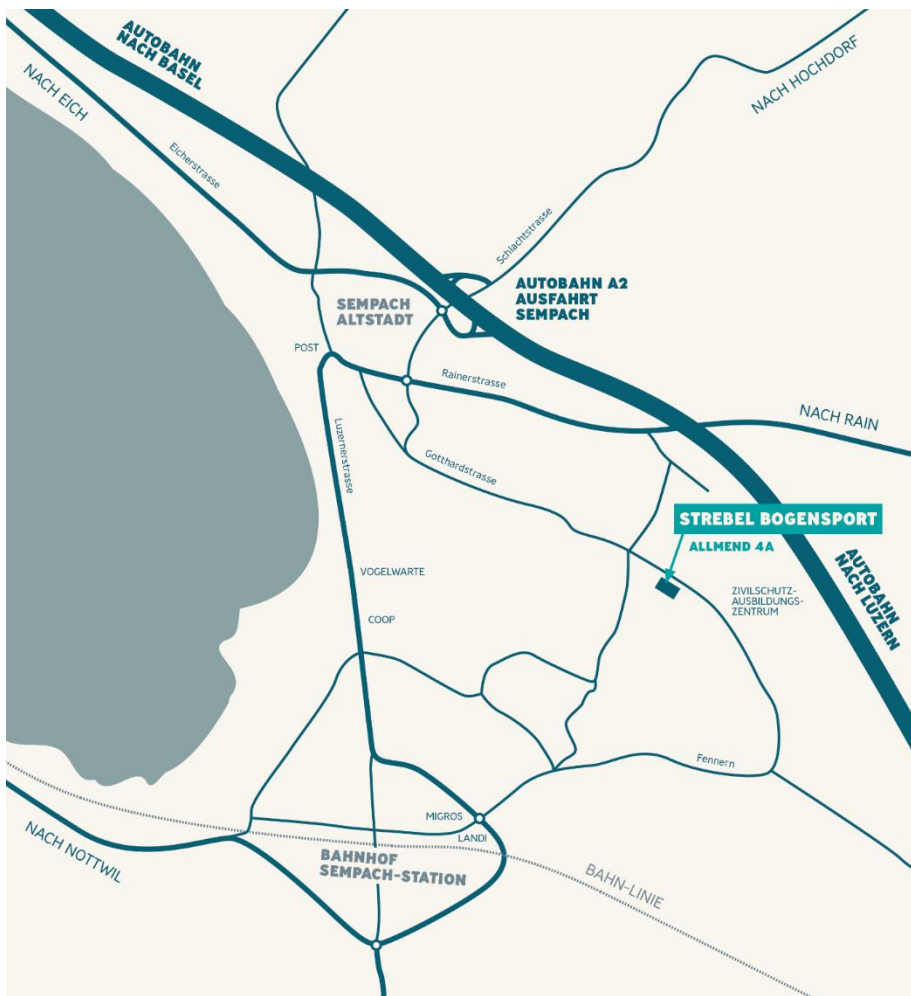 AUTOBAHN
NACH BASEL
NACH EICH
NACH HOCHDORF
Eicherstrasse
Schlachtstrasse
AUTOBAHN A2
AUSFAHRT
SEMPACH
SEMPACH
ALTSTADT
POST
Rainerstrasse
NACH RAIN
Luzernerstrasse
Gotthardstrasse
STREBEL BOGENSPORT
ALLMEND 4A
AUTOBAHN
NACH LUZERN
VOGELWARTE
ZIVILSCHUTZ-
AUSBILDUNGS-
ZENTRUM
COOP
Fennern
MIGROS
LANDI
NACH NOTTWIL
BAHNHOF
SEMPACH-STATION
BAHN-LINIE